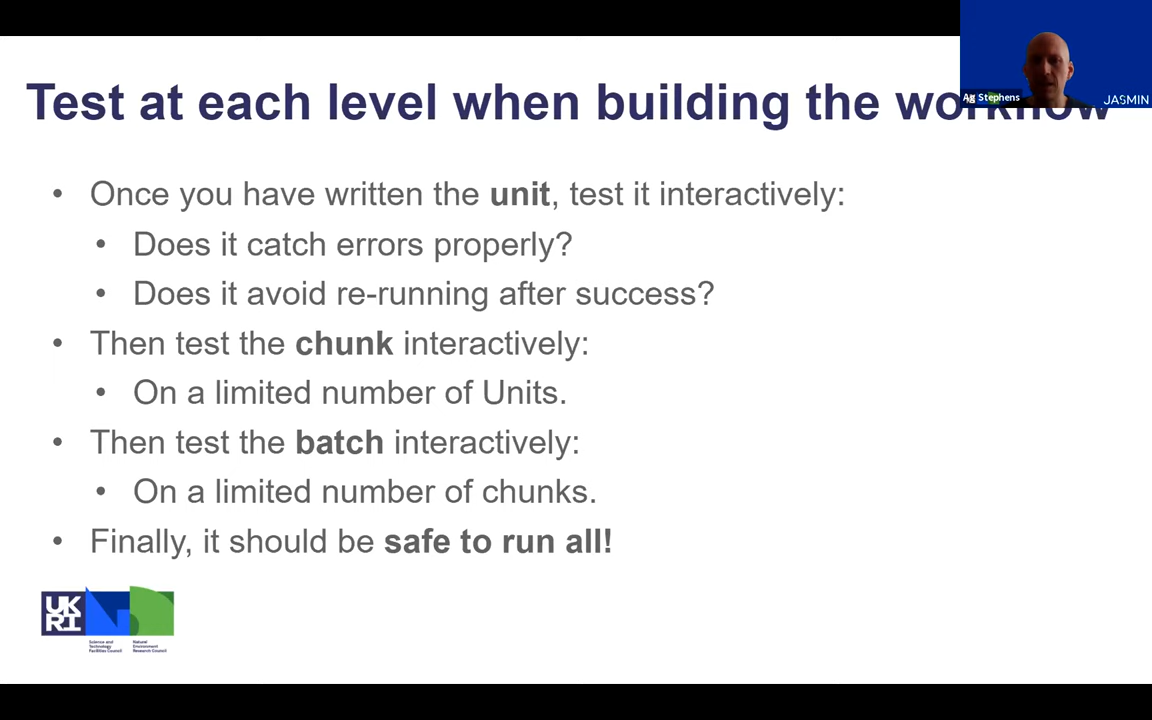 Test at each level when building the workflow
Ag Stephens
JASMIN
• Once you have written the unit, test it interactively:
• Does it catch errors properly?
• Does it avoid re-running after success?
• Then test the chunk interactively:
• On a limited number of Units.
• Then test the batch interactively:
• On a limited number of chunks.
• Finally, it should be safe to run all!
UK
RI
Science and
Technology
Facilities Council
Natural
Environment
Research Council